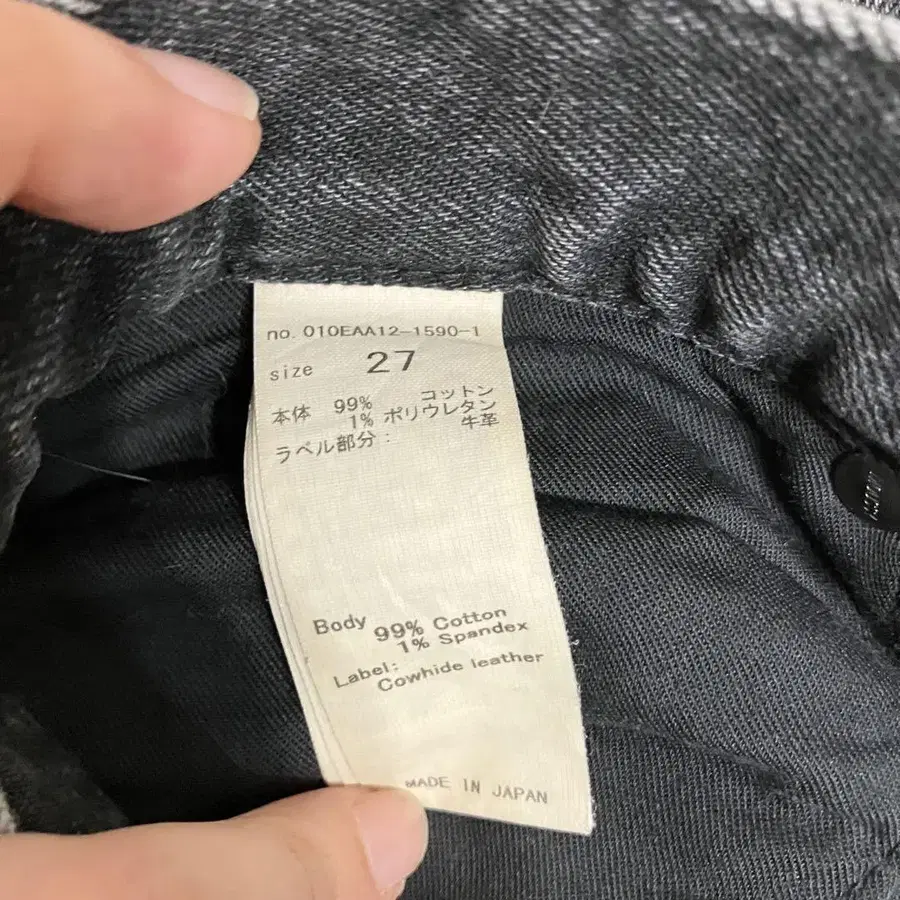 no. 010EAA12-1590-1
size 27
本体 99% コットン
1% ポリウレタン
ラベル部分: 牛革
Body 99% Cotton
1% Spandex
Label:
Cowhide leather
MADE IN JAPAN